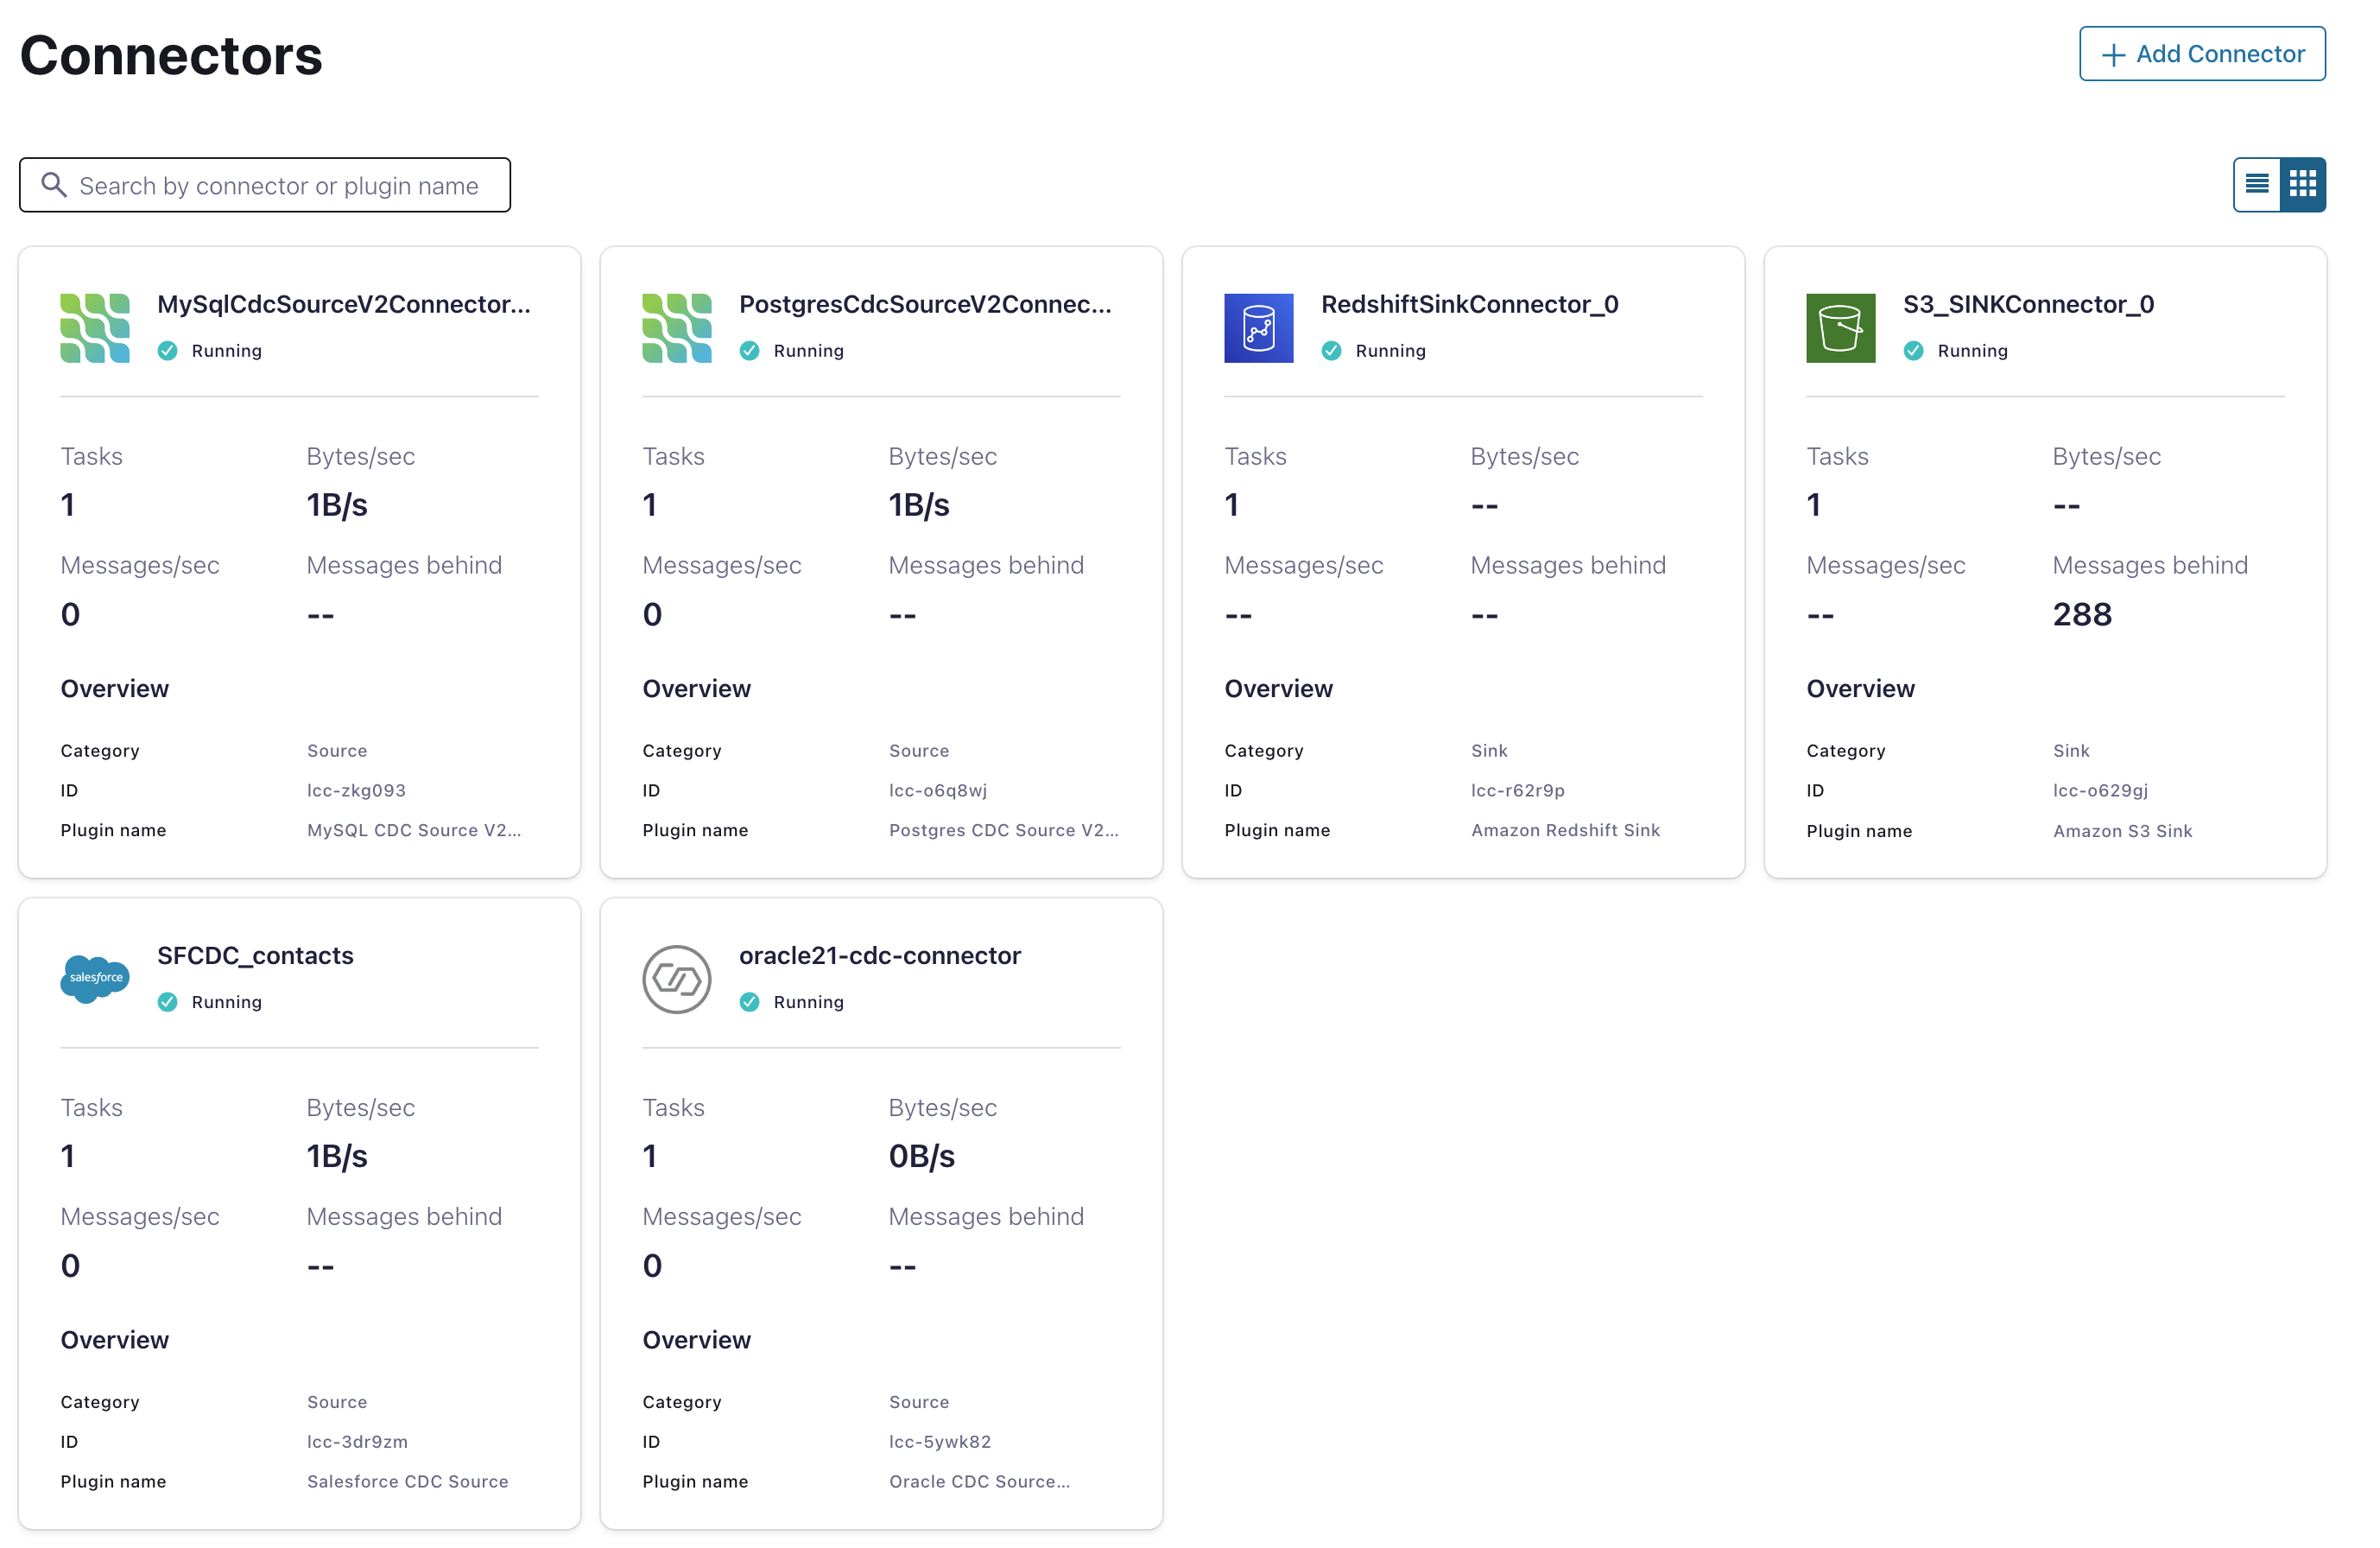 Connectors
Add Connector
Search by connector or plugin name
MySqlCdcSourceV2Connector...
Running
Tasks
Bytes/sec
1
1B/s
Messages/sec
Messages behind
0
--
Overview
Category
Source
ID
lcc-zkg093
Plugin name
MySQL CDC Source V2...
PostgresCdcSourceV2Connec...
Running
Tasks
Bytes/sec
1
1B/s
Messages/sec
Messages behind
0
--
Overview
Category
Source
ID
lcc-o6q8wj
Plugin name
Postgres CDC Source V2...
RedshiftSinkConnector_0
Running
Tasks
Bytes/sec
1
--
Messages/sec
Messages behind
--
--
Overview
Category
Sink
ID
lcc-r62r9p
Plugin name
Amazon Redshift Sink
S3_SINKConnector_0
Running
Tasks
Bytes/sec
1
--
Messages/sec
Messages behind
--
288
Overview
Category
Sink
ID
lcc-o629gj
Plugin name
Amazon S3 Sink
salesforce
SFCDC_contacts
Running
Tasks
Bytes/sec
1
1B/s
Messages/sec
Messages behind
0
--
Overview
Category
Source
ID
lcc-3dr9zm
Plugin name
Salesforce CDC Source
oracle21-cdc-connector
Running
Tasks
Bytes/sec
1
0B/s
Messages/sec
Messages behind
0
--
Overview
Category
Source
ID
lcc-5ywk82
Plugin name
Oracle CDC Source...